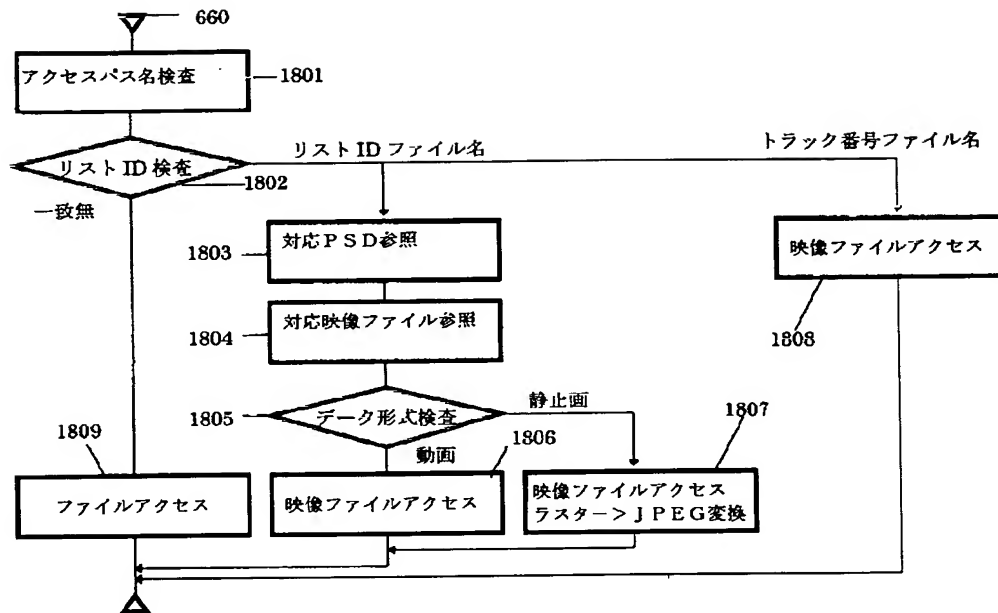 660
アクセスパス名検査
1801
リスト ID 検査
1802
リスト ID ファイル名
トラック番号ファイル名
一致無
対応ＰＳＤ参照
1803
映像ファイルアクセス
1808
対応映像ファイル参照
1804
データ形式検査
1805
静止画
動画
1806
1807
1809
ファイルアクセス
映像ファイルアクセス
映像ファイルアクセス
ラスター＞ＪＰＥＧ変換